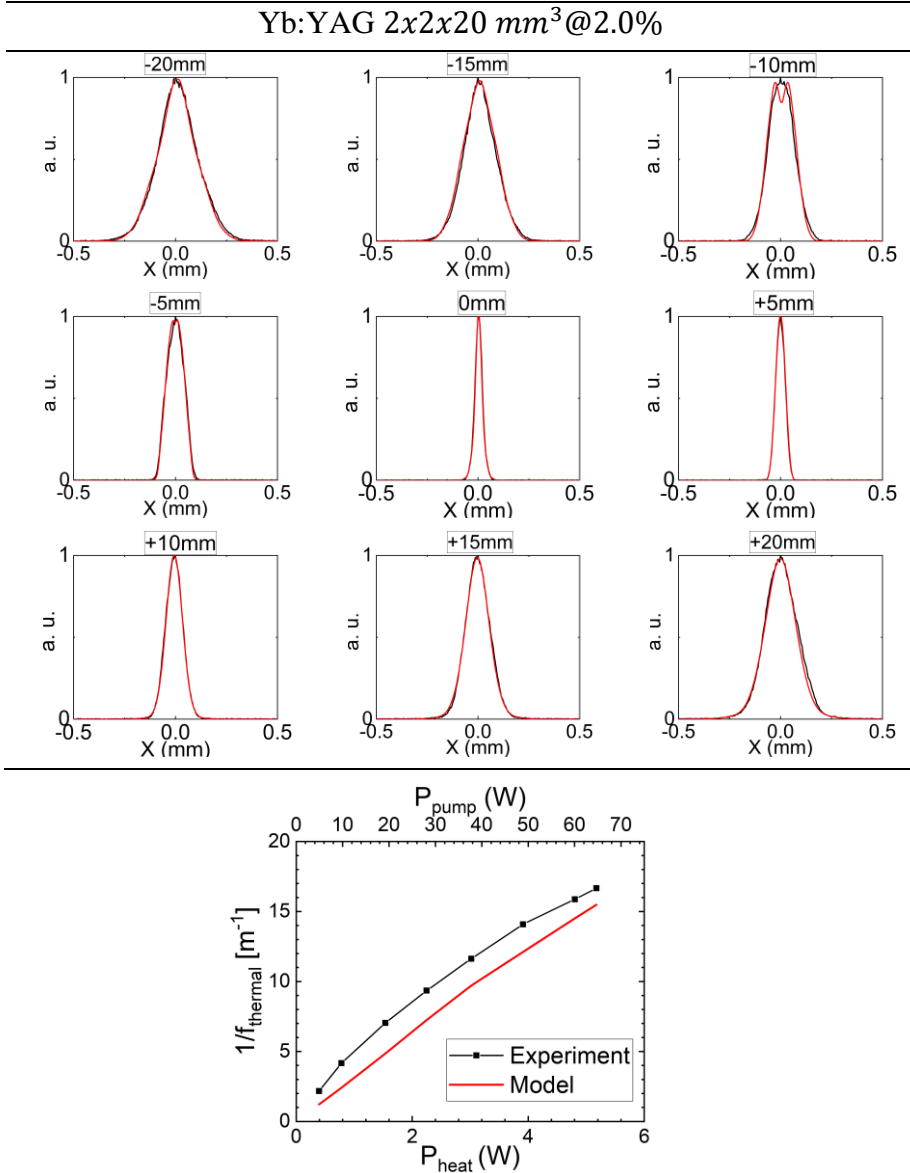 Yb:YAG 2x2x20 mm³@2.0%
-20mm -15mm -10mm
1 1 1
a. u. a. u. a. u.
0 0 0
-0.5 0.0 0.5 -0.5 0.0 0.5 -0.5 0.0 0.5
X (mm) X (mm) X (mm)
-5mm 0mm +5mm
1 1 1
a. u. a. u. a. u.
0 0 0
-0.5 0.0 0.5 -0.5 0.0 0.5 -0.5 0.0 0.5
X (mm) X (mm) X (mm)
+10mm +15mm +20mm
1 1 1
a. u. a. u. a. u.
0 0 0
-0.5 0.0 0.5 -0.5 0.0 0.5 -0.5 0.0 0.5
X (mm) X (mm) X (mm)
P_pump (W)
0 10 20 30 40 50 60 70
20
15
10
5
0
1/f_thermal [m⁻¹]
Experiment
Model
0 2 4 6
P_heat (W)